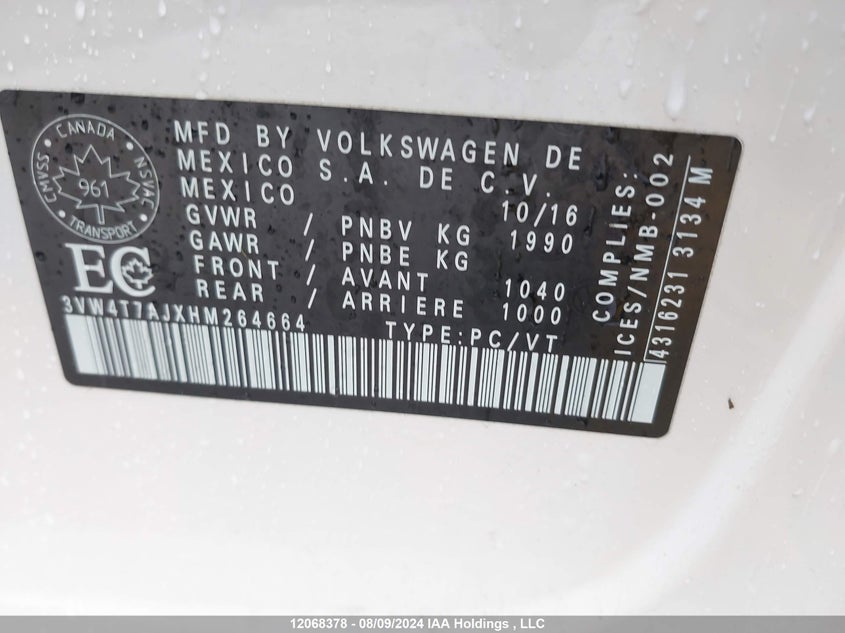 CANADA
CMVSS
NSVAC
961
TRANSPORT
EC
MFD BY VOLKSWAGEN DE
MEXICO S.A. DE C.V.
MEXICO 10/16
GVWR / PNBV KG 1990
GAWR / PNBE KG
FRONT / AVANT 1040
REAR / ARRIERE 1000
3VW4T7AJXHM264664 TYPE:PC/VT
COMPLIES:
ICES/NMB-002
4316231 3134 M
12068378 - 08/09/2024 IAA Holdings , LLC